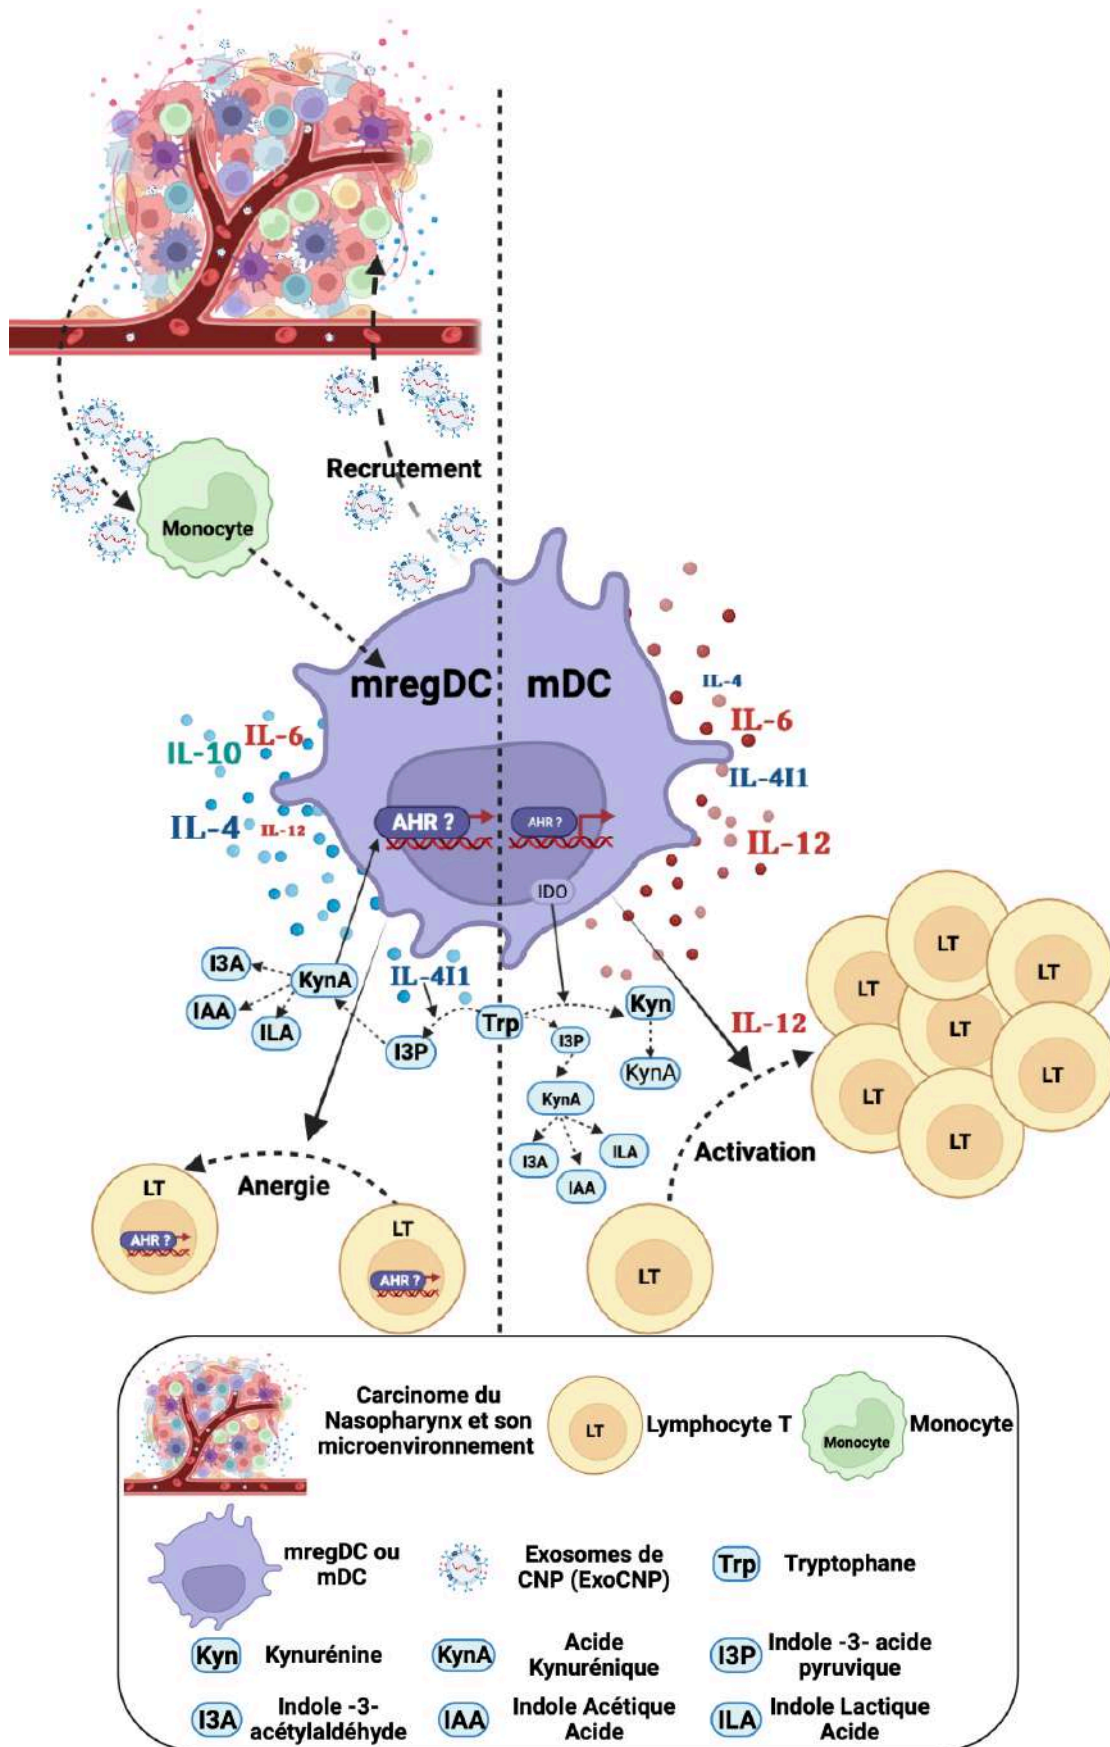 Recrutement
Monocyte
mregDC
mDC
IL-10
IL-6
IL-4
IL-12
IL-4
IL-6
IL-4I1
IL-12
AHR ?
AHR ?
IDO
I3A
KynA
IAA
ILA
IL-4I1
I3P
Trp
Kyn
I3P
KynA
KynA
I3A
IAA
ILA
IL-12
LT
LT
LT
LT
LT
LT
LT
LT
Activation
Anergie
LT
AHR ?
LT
AHR ?
LT
Carcinome du
Nasopharynx et son
microenvironnement
LT
Lymphocyte T
Monocyte
Monocyte
mregDC ou
mDC
Exosomes de
CNP (ExoCNP)
Trp
Tryptophane
Kyn
Kynurénine
KynA
Acide
Kynurénique
I3P
Indole -3- acide
pyruvique
I3A
Indole -3-
acétylaldéhyde
IAA
Indole Acétique
Acide
ILA
Indole Lactique
Acide